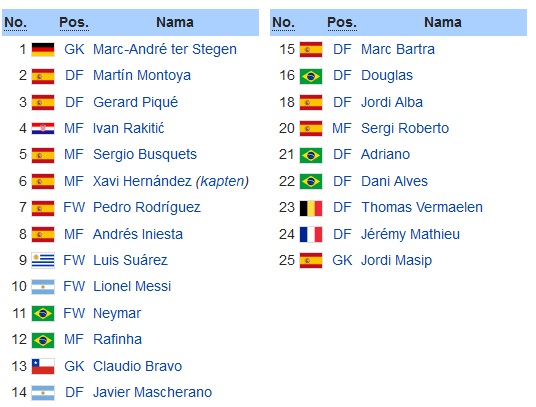 No. Pos. Nama
1 GK Marc-André ter Stegen
2 DF Martín Montoya
3 DF Gerard Piqué
4 MF Ivan Rakitić
5 MF Sergio Busquets
6 MF Xavi Hernández (kapten)
7 FW Pedro Rodríguez
8 MF Andrés Iniesta
9 FW Luis Suárez
10 FW Lionel Messi
11 FW Neymar
12 MF Rafinha
13 GK Claudio Bravo
14 DF Javier Mascherano
No. Pos. Nama
15 DF Marc Bartra
16 DF Douglas
18 DF Jordi Alba
20 MF Sergi Roberto
21 DF Adriano
22 DF Dani Alves
23 DF Thomas Vermaelen
24 DF Jérémy Mathieu
25 GK Jordi Masip